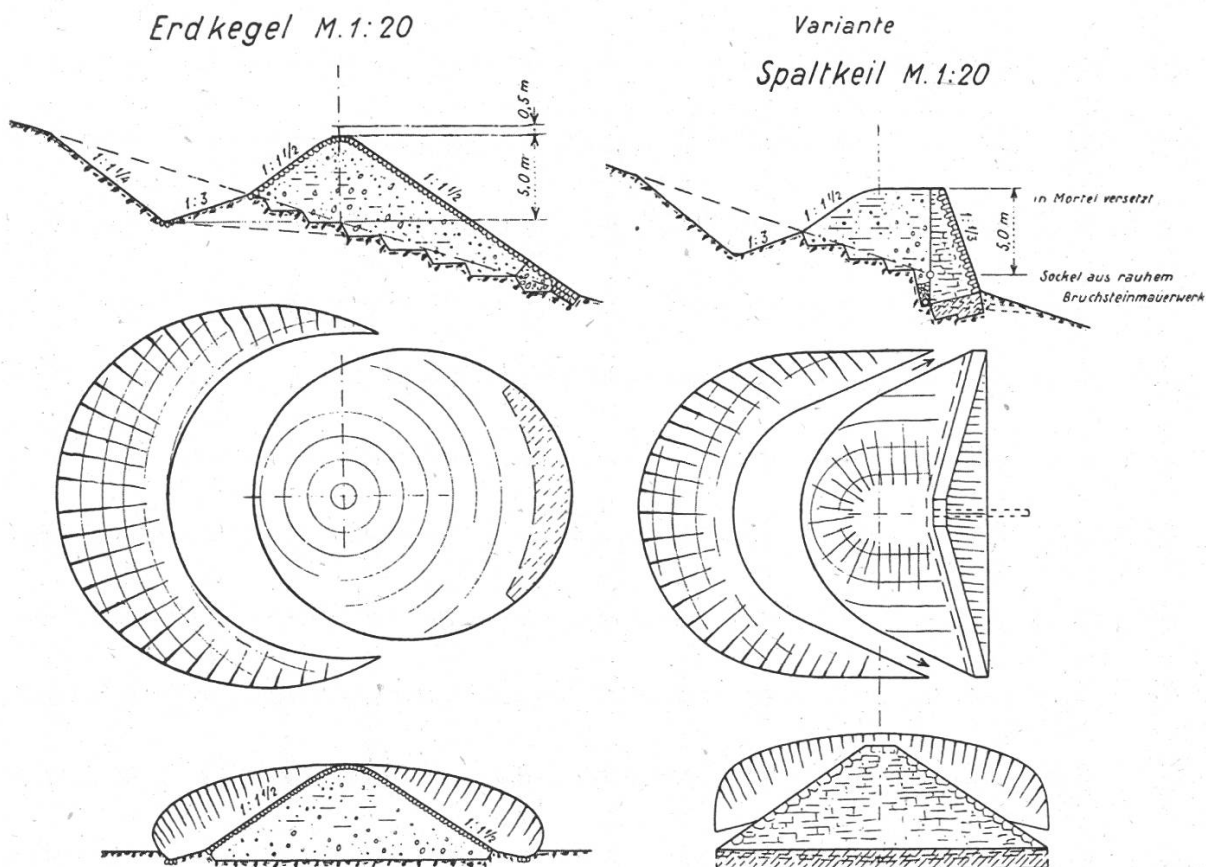 Erdkegel M. 1:20
0,5 m
5,0 m
1:1¼
1:3
1:1½
1:1½
Variante
Spaltkeil M. 1:20
1:1½
1:3
5,0 m
1:⅓
in Mörtel versetzt
Sockel aus rauhem
Bruchsteinmauerwerk
1:1½
1:1½